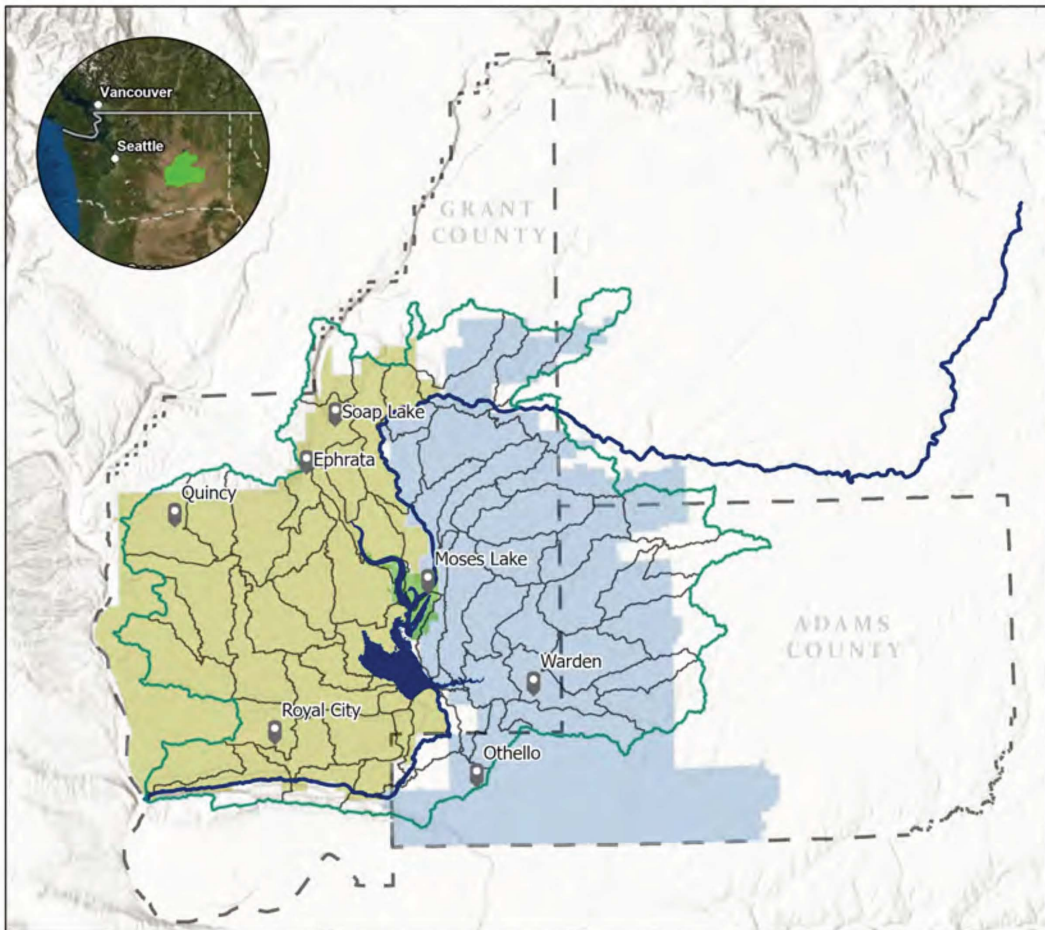 Vancouver
Seattle
GRANT
COUNTY
Soap Lake
Ephrata
Quincy
Moses Lake
ADAMS
COUNTY
Warden
Royal City
Othello